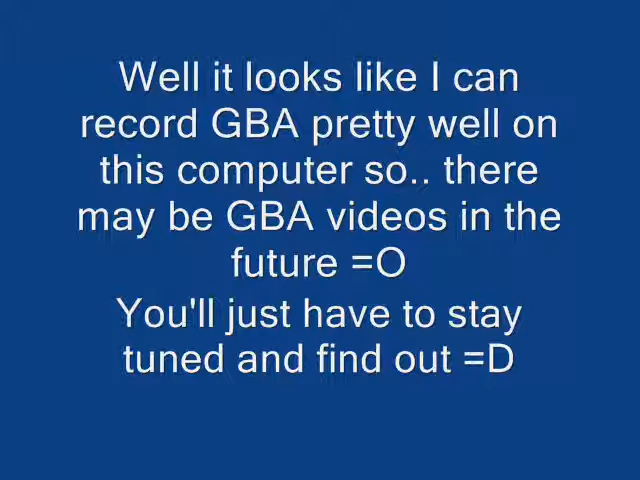 Well it looks like I can
record GBA pretty well on
this computer so.. there
may be GBA videos in the
future =O
You'll just have to stay
tuned and find out =D